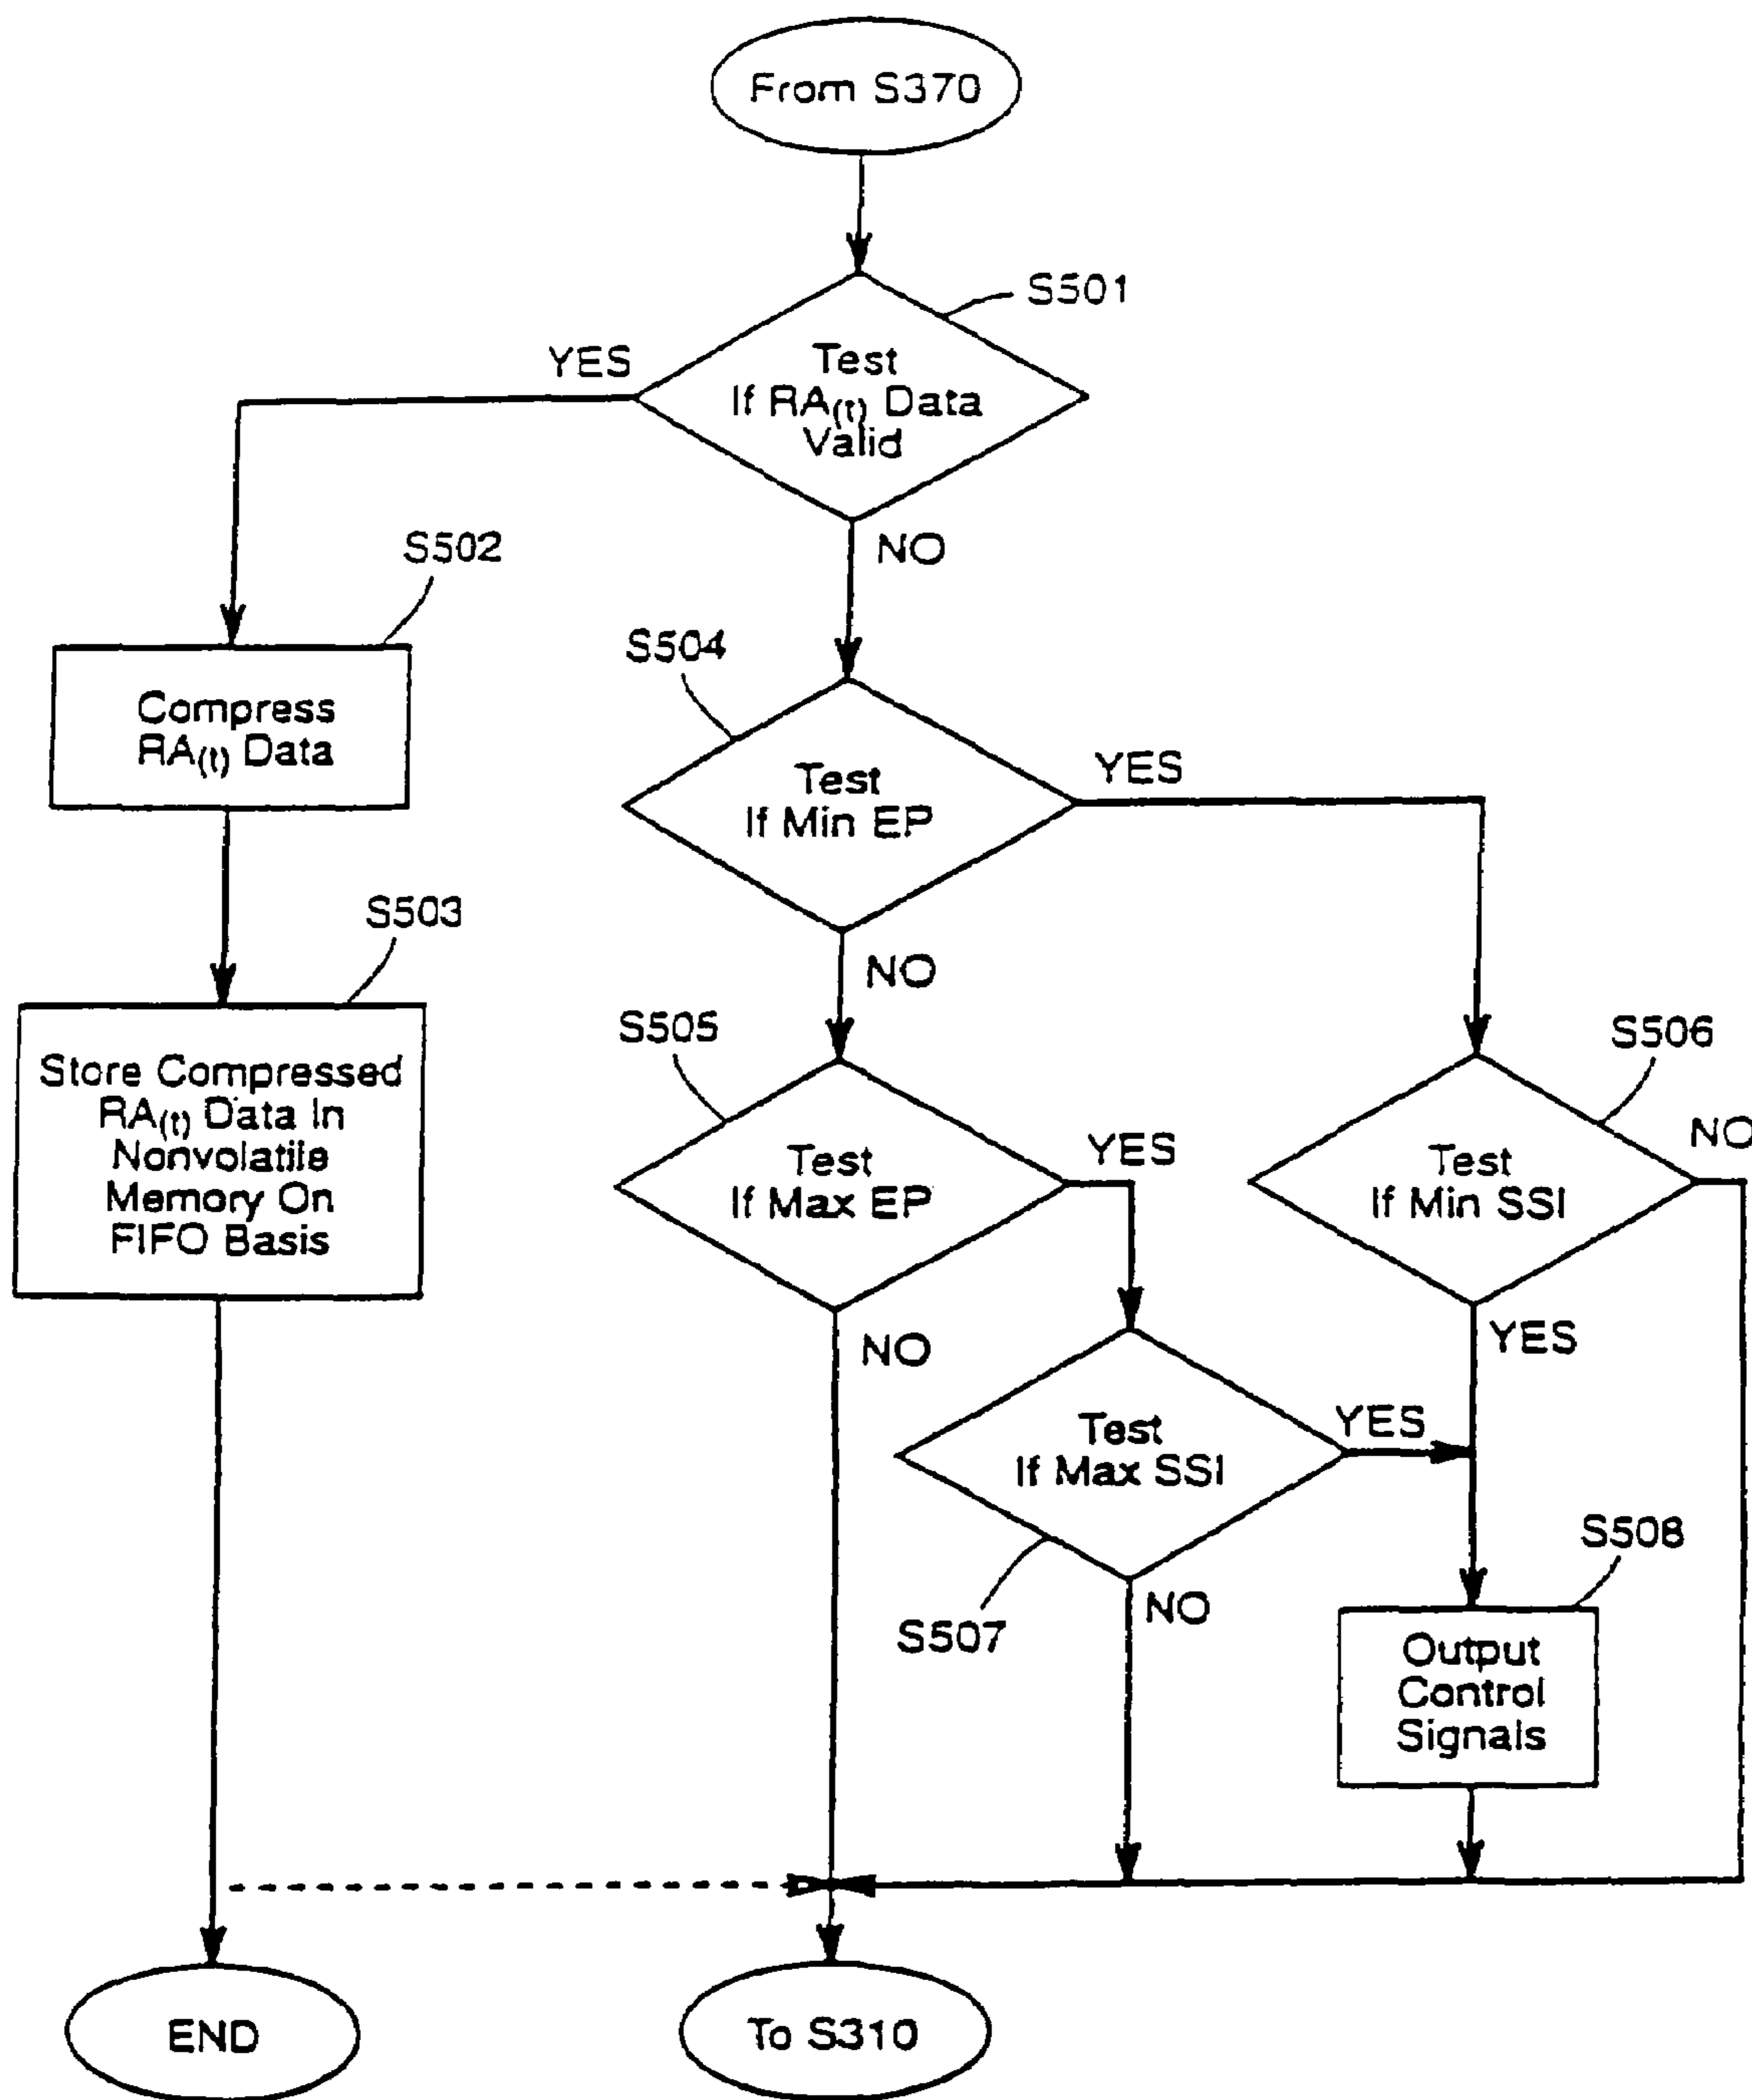 From S370
S501
YES
Test
If RA(t) Data
Valid
NO
S502
Compress
RA(t) Data
S504
Test
If Min EP
YES
NO
S503
Store Compressed
RA(t) Data In
Nonvolatile
Memory On
FIFO Basis
S505
Test
If Max EP
YES
NO
S506
Test
If Min SSI
NO
YES
Test
If Max SSI
YES
S507
NO
S508
Output
Control
Signals
END
To S310